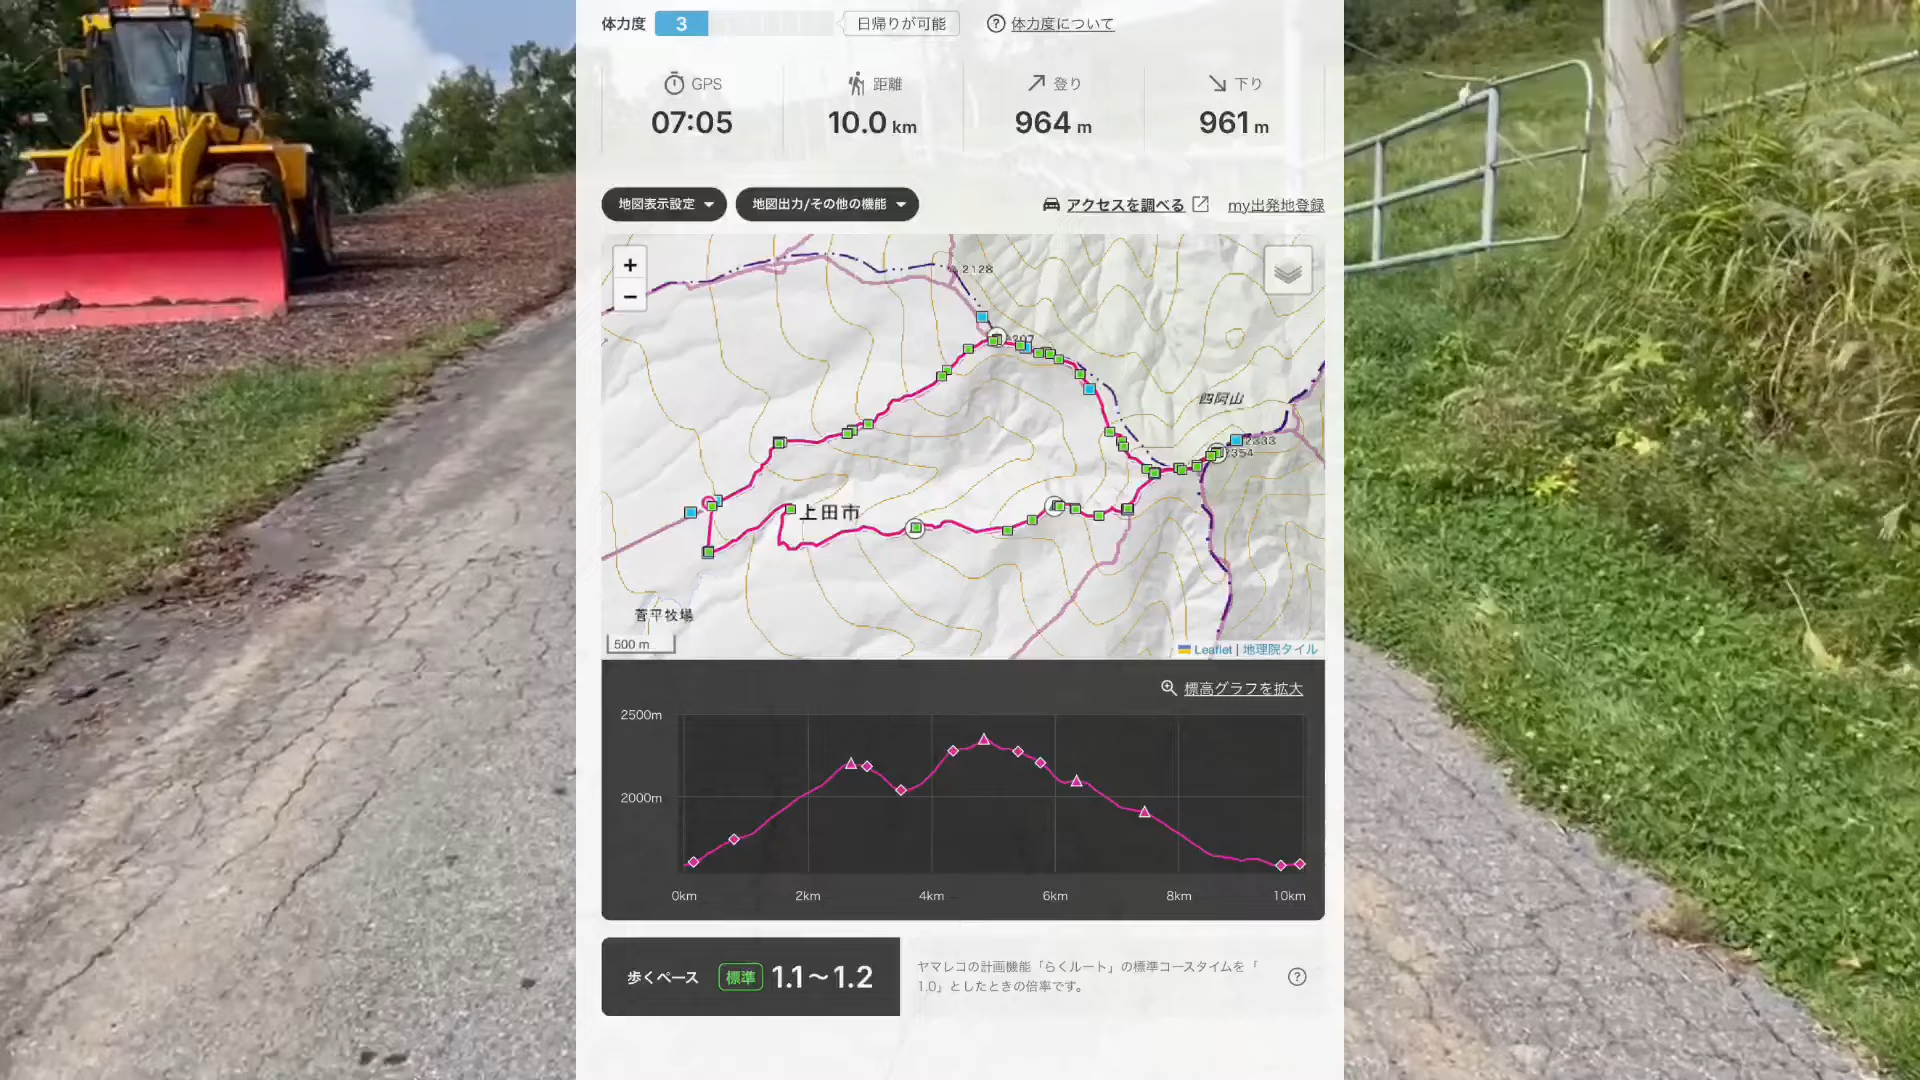 体力度 3 日帰りが可能 ? 体力度について
GPS 距離 登り 下り
07:05 10.0 km 964 m 961 m
地図表示設定 地図出力/その他の機能 アクセスを調べる my出発地登録
+
−
2128
四阿山
2333
2354
上田市
菅平牧場
500 m
Leaflet | 地理院タイル
標高グラフを拡大
2500m
2000m
0km 2km 4km 6km 8km 10km
歩くペース 標準 1.1～1.2
ヤマレコの計画機能「らくルート」の標準コースタイムを「
1.0」としたときの倍率です。
?